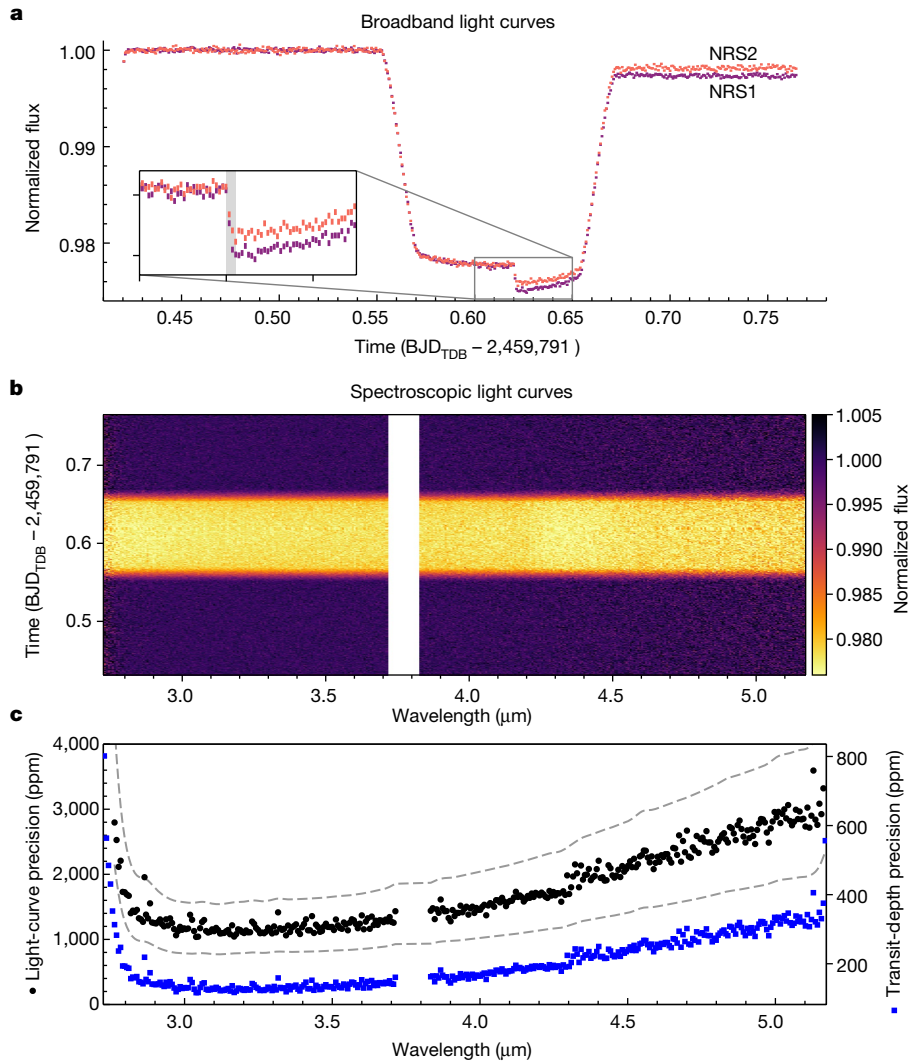 a
Broadband light curves
1.00
0.99
0.98
Normalized flux
NRS2
NRS1
0.45
0.50
0.55
0.60
0.65
0.70
0.75
Time (BJD_TDB – 2,459,791 )
b
Spectroscopic light curves
0.7
0.6
0.5
Time (BJD_TDB – 2,459,791 )
3.0
3.5
4.0
4.5
5.0
Wavelength (μm)
1.005
1.000
0.995
0.990
0.985
0.980
Normalized flux
c
4,000
3,000
2,000
1,000
0
Light-curve precision (ppm)
800
600
400
200
Transit-depth precision (ppm)
3.0
3.5
4.0
4.5
5.0
Wavelength (μm)